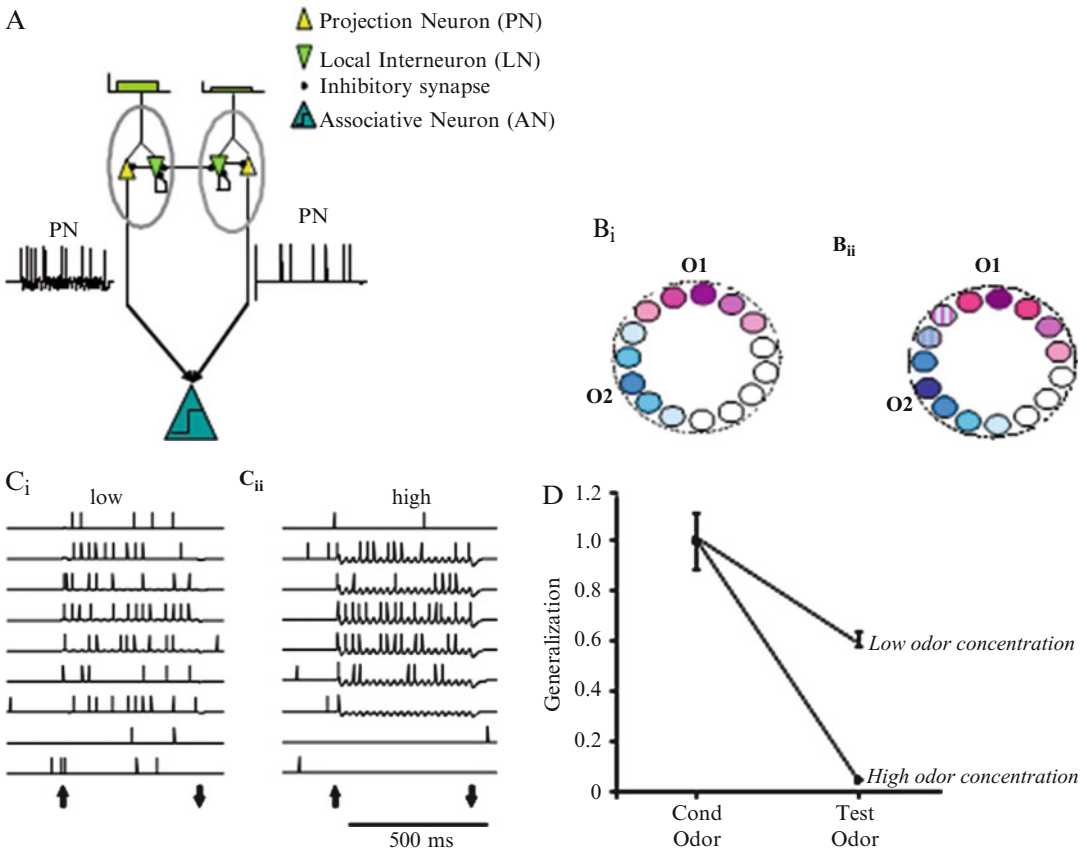 A
Projection Neuron (PN)
Local Interneuron (LN)
Inhibitory synapse
Associative Neuron (AN)
PN
PN
Bi
O1
O2
Bii
O1
O2
Ci
low
Cii
high
500 ms
D
Generalization
1.2
1.0
0.8
0.6
0.4
0.2
0
Low odor concentration
High odor concentration
Cond
Odor
Test
Odor